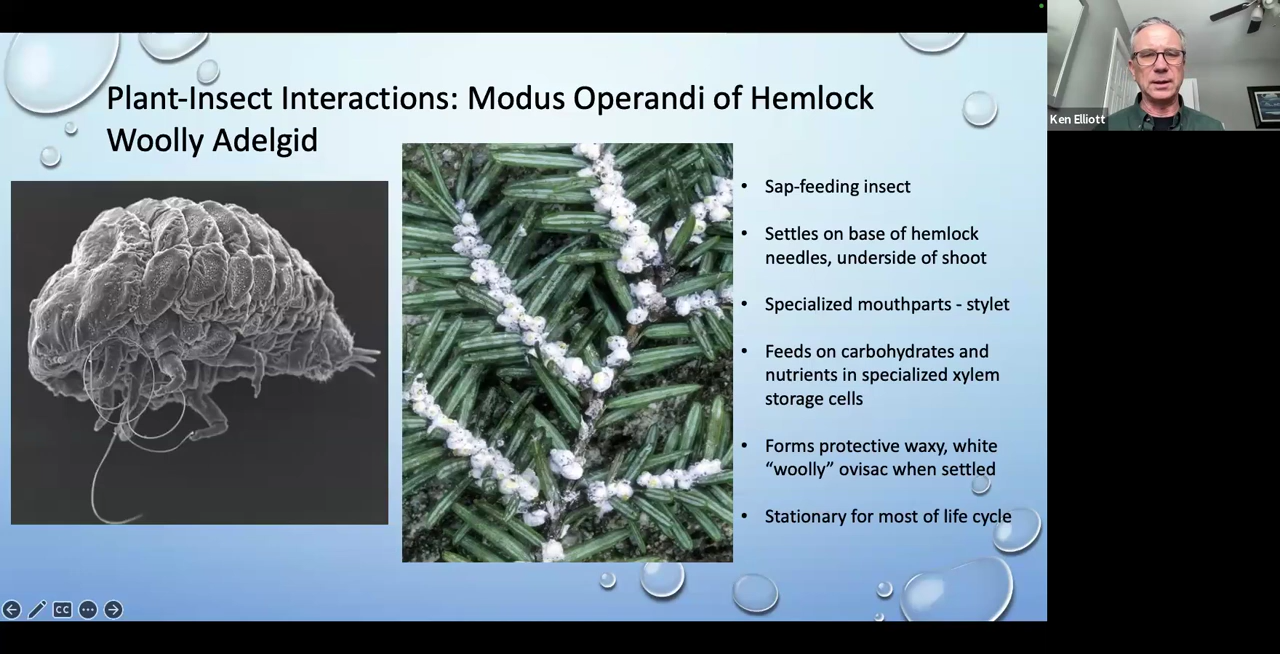 Plant-Insect Interactions: Modus Operandi of Hemlock
Woolly Adelgid
• Sap-feeding insect
• Settles on base of hemlock
needles, underside of shoot
• Specialized mouthparts - stylet
• Feeds on carbohydrates and
nutrients in specialized xylem
storage cells
• Forms protective waxy, white
“woolly” ovisac when settled
• Stationary for most of life cycle
Ken Elliott
CC